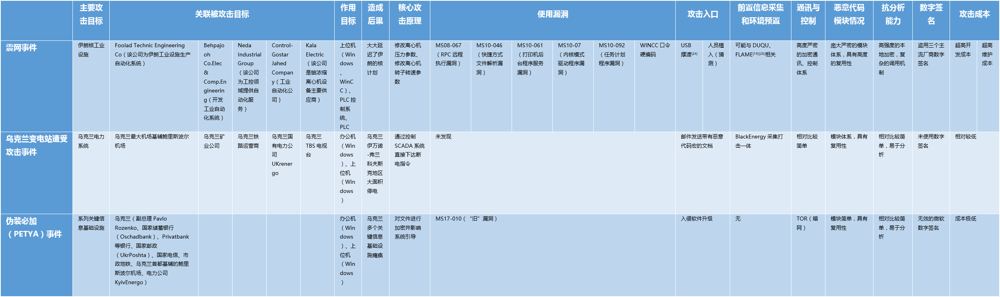 主要攻
击目标
关联被攻击目标
作用
目标
造成
后果
核心攻
击原理
使用漏洞
攻击入口
前置信息采集
和环境预置
通讯与
控制
恶意代码
模块情况
抗分析
能力
数字签
名
攻击成本
震网事件
伊朗核工业
设施
Foolad Technic Engineering
Co（该公司为伊朗工业设施生产
自动化系统）
Behpajo
oh
Co.Elec
&
Comp.En
gineerin
g（开发
工业自动
化系统）
Neda
Industrial
Group
（该公司
为工控领
域提供自
动化服
务）
Control-
Gostar
Jahed
Compan
y（工业
自动化公
司）
Kala
Electric
（该公司
是铀浓缩
离心机设
备主要供
应商）
上位机
（Win
dows
、
WinC
C）、
PLC 控
制系
统、
PLC
大大延
迟了伊
朗的核
计划
修改离心机
压力参数、
修改离心机
转子转速参
数
MS08-067
（RPC 远程
执行漏洞）
MS10-046
（快捷方式
文件解析漏
洞）
MS10-061
（打印机后
台程序服务
漏洞）
MS10-07
（内核模式
驱动程序漏
洞）
MS10-092
（任务计划
程序漏洞）
WINCC 口令
硬编码
USB
摆渡[24]
人员植
入（猜
测）
可能与 DUQU、
FLAME[19][20]相关
高度严密
的加密通
讯、控制
体系
庞大严密的模块
体系，具有高度
的复用性
高强度的本
地加密，复
杂的调用机
制
盗用三个主
流厂商数字
签名
超高开
发成本
超高
维护
成本
乌克兰变电站遭受
攻击事件
乌克兰电力
系统
乌克兰最大机场基辅鲍里斯波尔
机场
乌克兰矿
业公司
乌克兰铁
路运营商
乌克兰国
有电力公
司
UKrener
go
乌克兰
TBS 电视
台
办公机
（Win
dows
）、上
位机
（Win
dows
）
乌克兰
伊万诺
-弗兰
科夫斯
克地区
大面积
停电
通过控制
SCADA 系统
直接下达断
电指令
未发现
邮件发送带有恶意
代码宏的文档
BlackEnergy 采集打
击一体
相对比较
简单
模块体系，具有
复用性
相对比较简
单，易于分
析
未使用数字
签名
相对较低
伪装必加
（PETYA）事件
系列关键信
息基础设施
乌克兰（副总理 Pavlo
Rozenko、国家储蓄银行
（Oschadbank）、Privatbank
等银行、国家邮政
（UkrPoshta）、国家电信、市
政地铁、乌克兰首都基辅的鲍里
斯波尔机场、电力公司
KyivEnergo）
办公机
（Win
dows
）、上
位机
（Win
dows
）
乌克兰
多个关
键信息
基础设
施瘫痪
对文件进行
加密并影响
系统引导
MS17-010（“旧”漏洞）
入侵软件升级
无
TOR（暗
网）
模块简单，具有
复用性
相对比较简
单，易于分
析
无效的微软
数字签名
成本极低